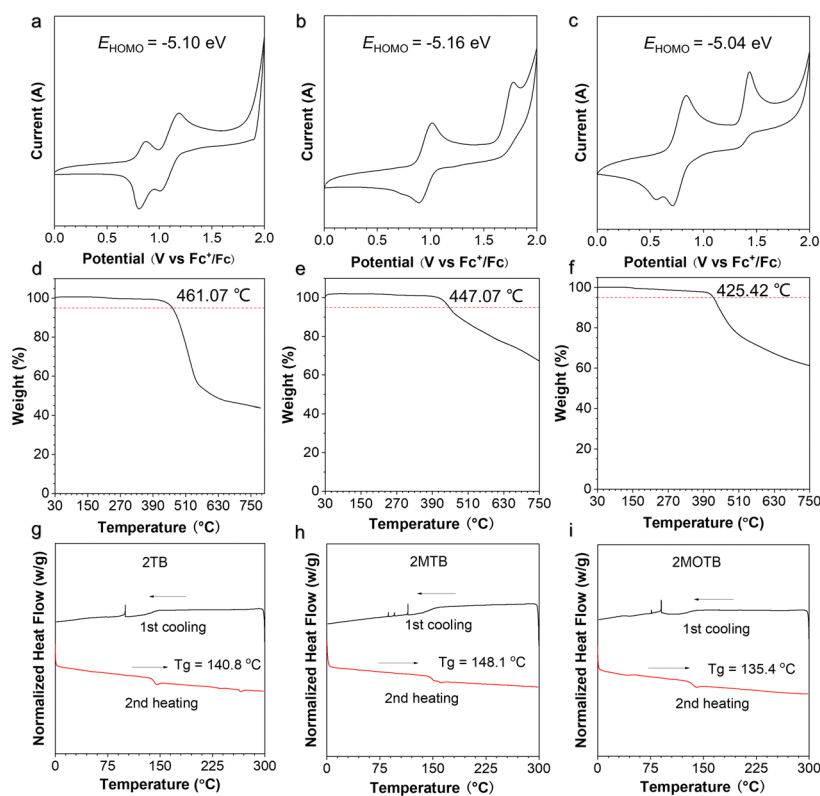 a
E_HOMO = -5.10 eV
Current (A)
0.0 0.5 1.0 1.5 2.0
Potential (V vs Fc⁺/Fc)
b
E_HOMO = -5.16 eV
Current (A)
0.0 0.5 1.0 1.5 2.0
Potential (V vs Fc⁺/Fc)
c
E_HOMO = -5.04 eV
Current (A)
0.0 0.5 1.0 1.5 2.0
Potential (V vs Fc⁺/Fc)
d
461.07 ℃
Weight (%)
100
80
60
40
20
0
30 150 270 390 510 630 750
Temperature (°C)
e
447.07 ℃
Weight (%)
100
80
60
40
20
0
30 150 270 390 510 630 750
Temperature (°C)
f
425.42 ℃
Weight (%)
100
80
60
40
20
0
30 150 270 390 510 630 750
Temperature (°C)
g
2TB
Normalized Heat Flow (w/g)
1st cooling
Tg = 140.8 °C
2nd heating
0 75 150 225 300
Temperature (°C)
h
2MTB
Normalized Heat Flow (w/g)
1st cooling
Tg = 148.1 °C
2nd heating
0 75 150 225 300
Temperature (°C)
i
2MOTB
Normalized Heat Flow (w/g)
1st cooling
Tg = 135.4 °C
2nd heating
0 75 150 225 300
Temperature (°C)